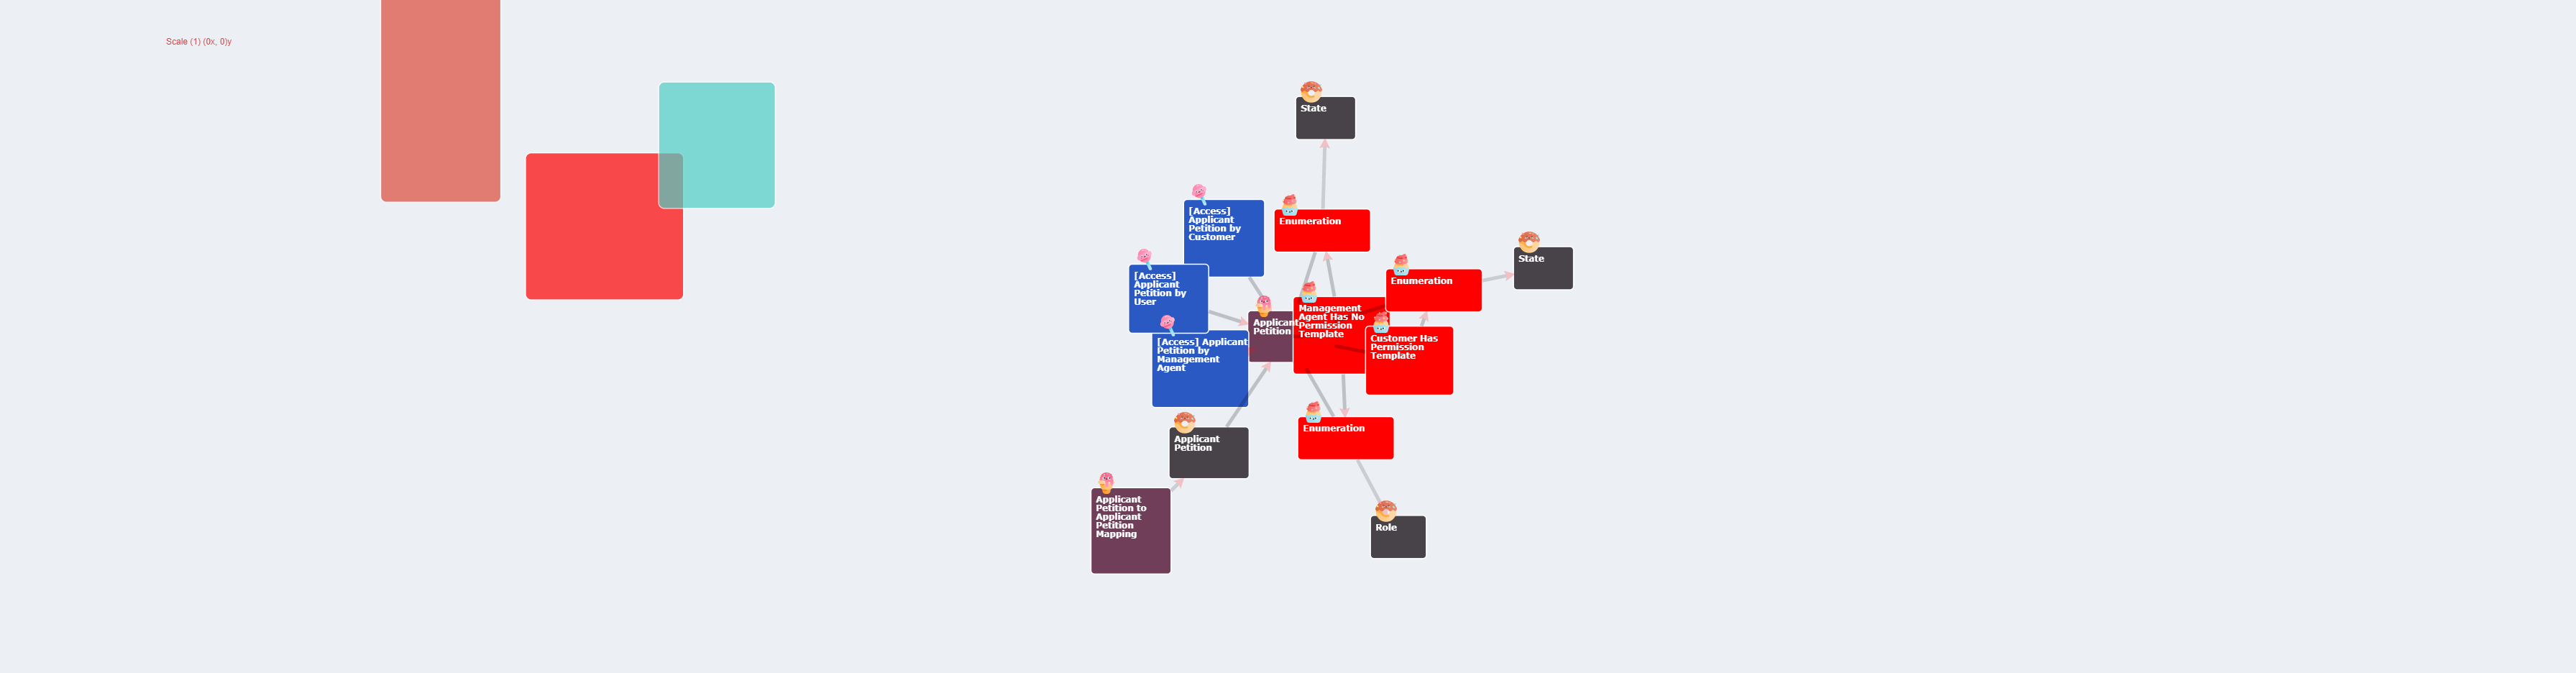 Scale (1) (0x, 0)y
State
[Access]
Applicant
Petition by
Customer
Enumeration
State
[Access]
Applicant
Petition by
User
Enumeration
Applicant
Petition
Management
Agent Has No
Permission
Template
Customer Has
Permission
Template
[Access] Applicant
Petition by
Management
Agent
Enumeration
Applicant
Petition
Applicant
Petition to
Applicant
Petition
Mapping
Role